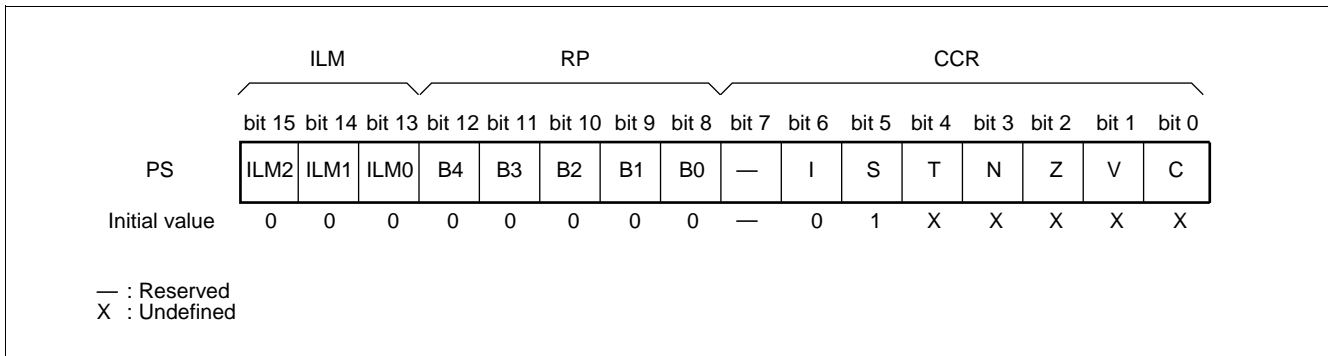 ILM RP CCR
bit 15 bit 14 bit 13 bit 12 bit 11 bit 10 bit 9 bit 8 bit 7 bit 6 bit 5 bit 4 bit 3 bit 2 bit 1 bit 0
PS ILM2 ILM1 ILM0 B4 B3 B2 B1 B0 — I S T N Z V C
Initial value 0 0 0 0 0 0 0 0 — 0 1 X X X X X
— : Reserved
X : Undefined